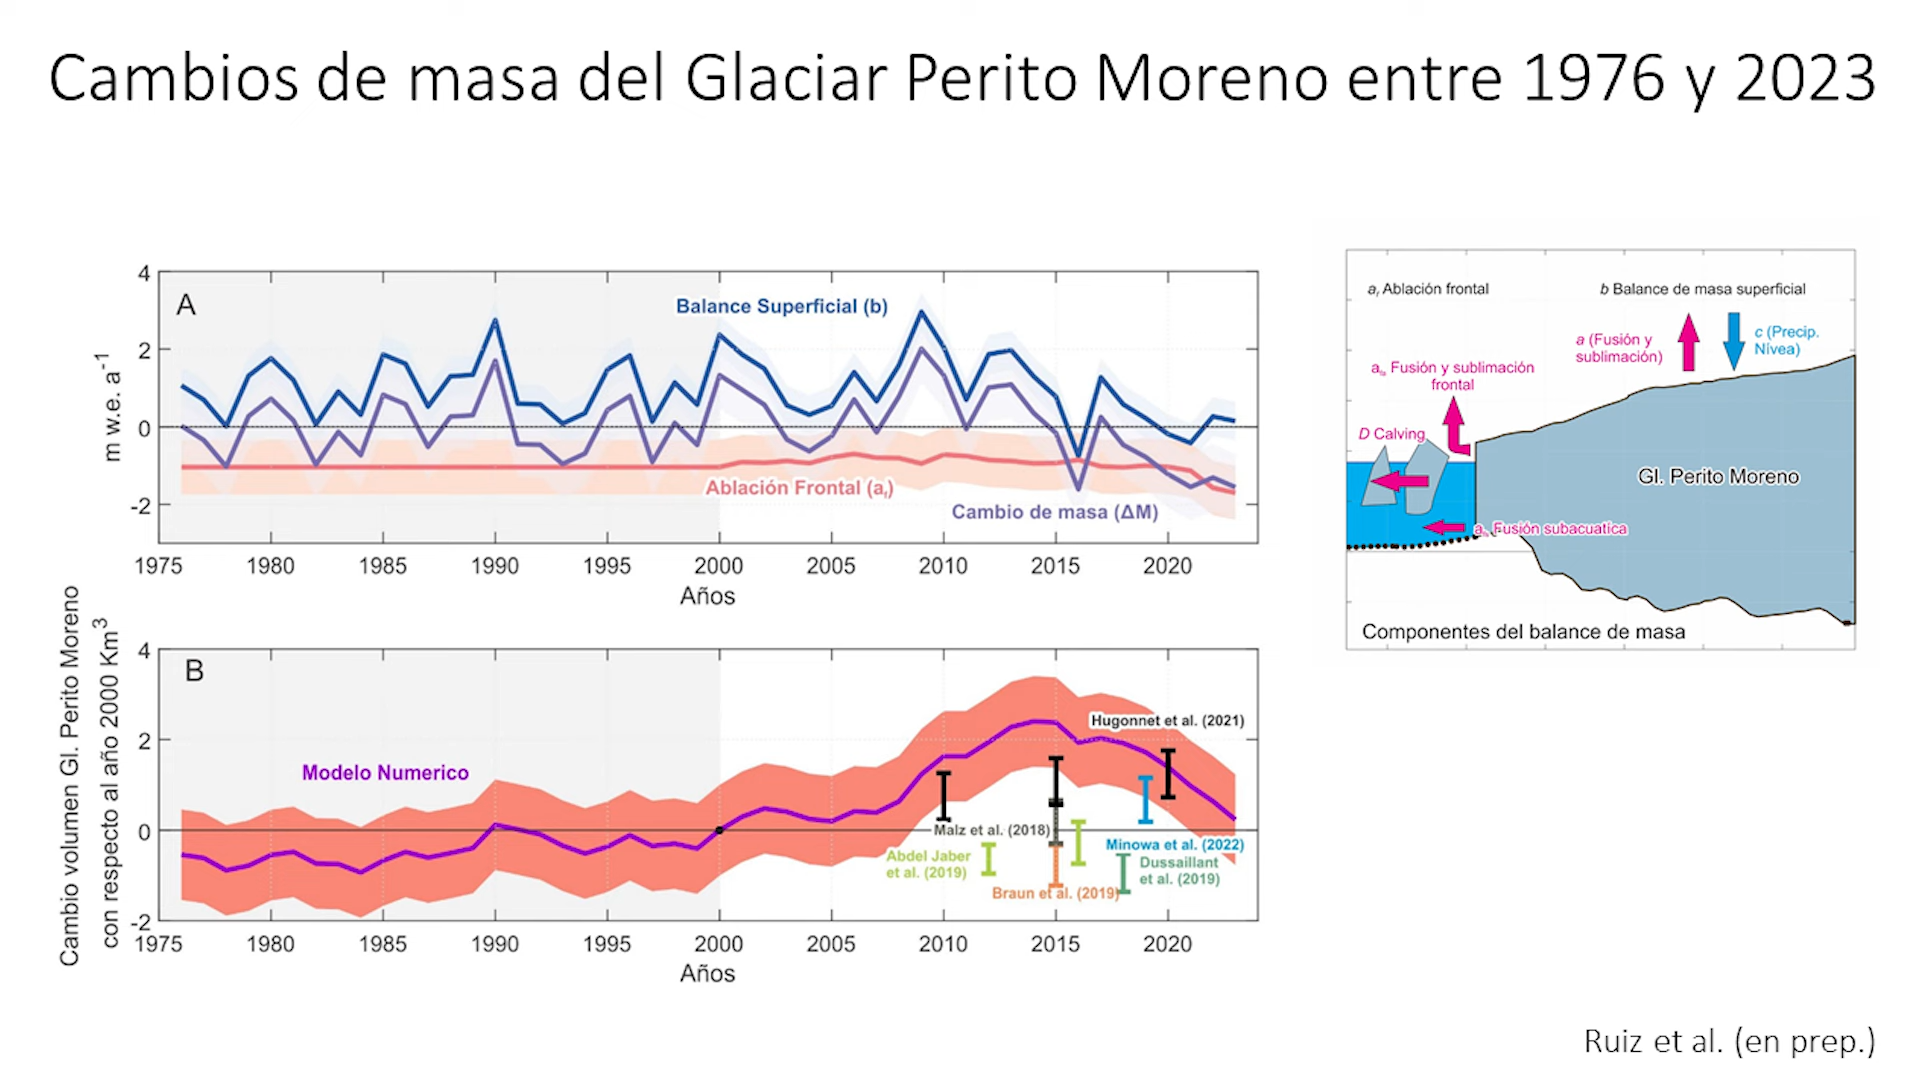 Cambios de masa del Glaciar Perito Moreno entre 1976 y 2023
A
Balance Superficial (b)
Ablación Frontal (af)
Cambio de masa (ΔM)
m w.e. a-1
4
2
0
-2
1975 1980 1985 1990 1995 2000 2005 2010 2015 2020
Años
B
Modelo Numerico
Hugonnet et al. (2021)
Malz et al. (2018)
Abdel Jaber
et al. (2019)
Braun et al. (2019)
Minowa et al. (2022)
Dussaillant
et al. (2019)
Cambio volumen Gl. Perito Moreno
con respecto al año 2000 Km3
4
2
0
-2
1975 1980 1985 1990 1995 2000 2005 2010 2015 2020
Años
af Ablación frontal
b Balance de masa superficial
a (Fusión y
sublimación)
c (Precip.
Nívea)
Fusión y sublimación
frontal
D Calving
Gl. Perito Moreno
Fusión subacuatica
Componentes del balance de masa
Ruiz et al. (en prep.)